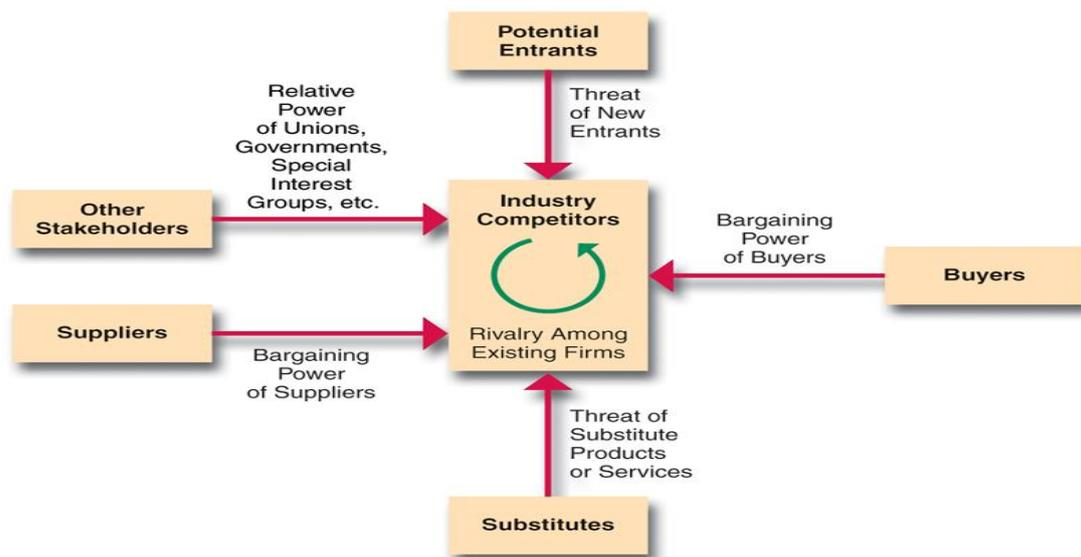 Potential
Entrants
Threat
of New
Entrants
Relative
Power
of Unions,
Governments,
Special
Interest
Groups, etc.
Other
Stakeholders
Industry
Competitors
Rivalry Among
Existing Firms
Bargaining
Power
of Buyers
Buyers
Suppliers
Bargaining
Power
of Suppliers
Threat of
Substitute
Products
or Services
Substitutes